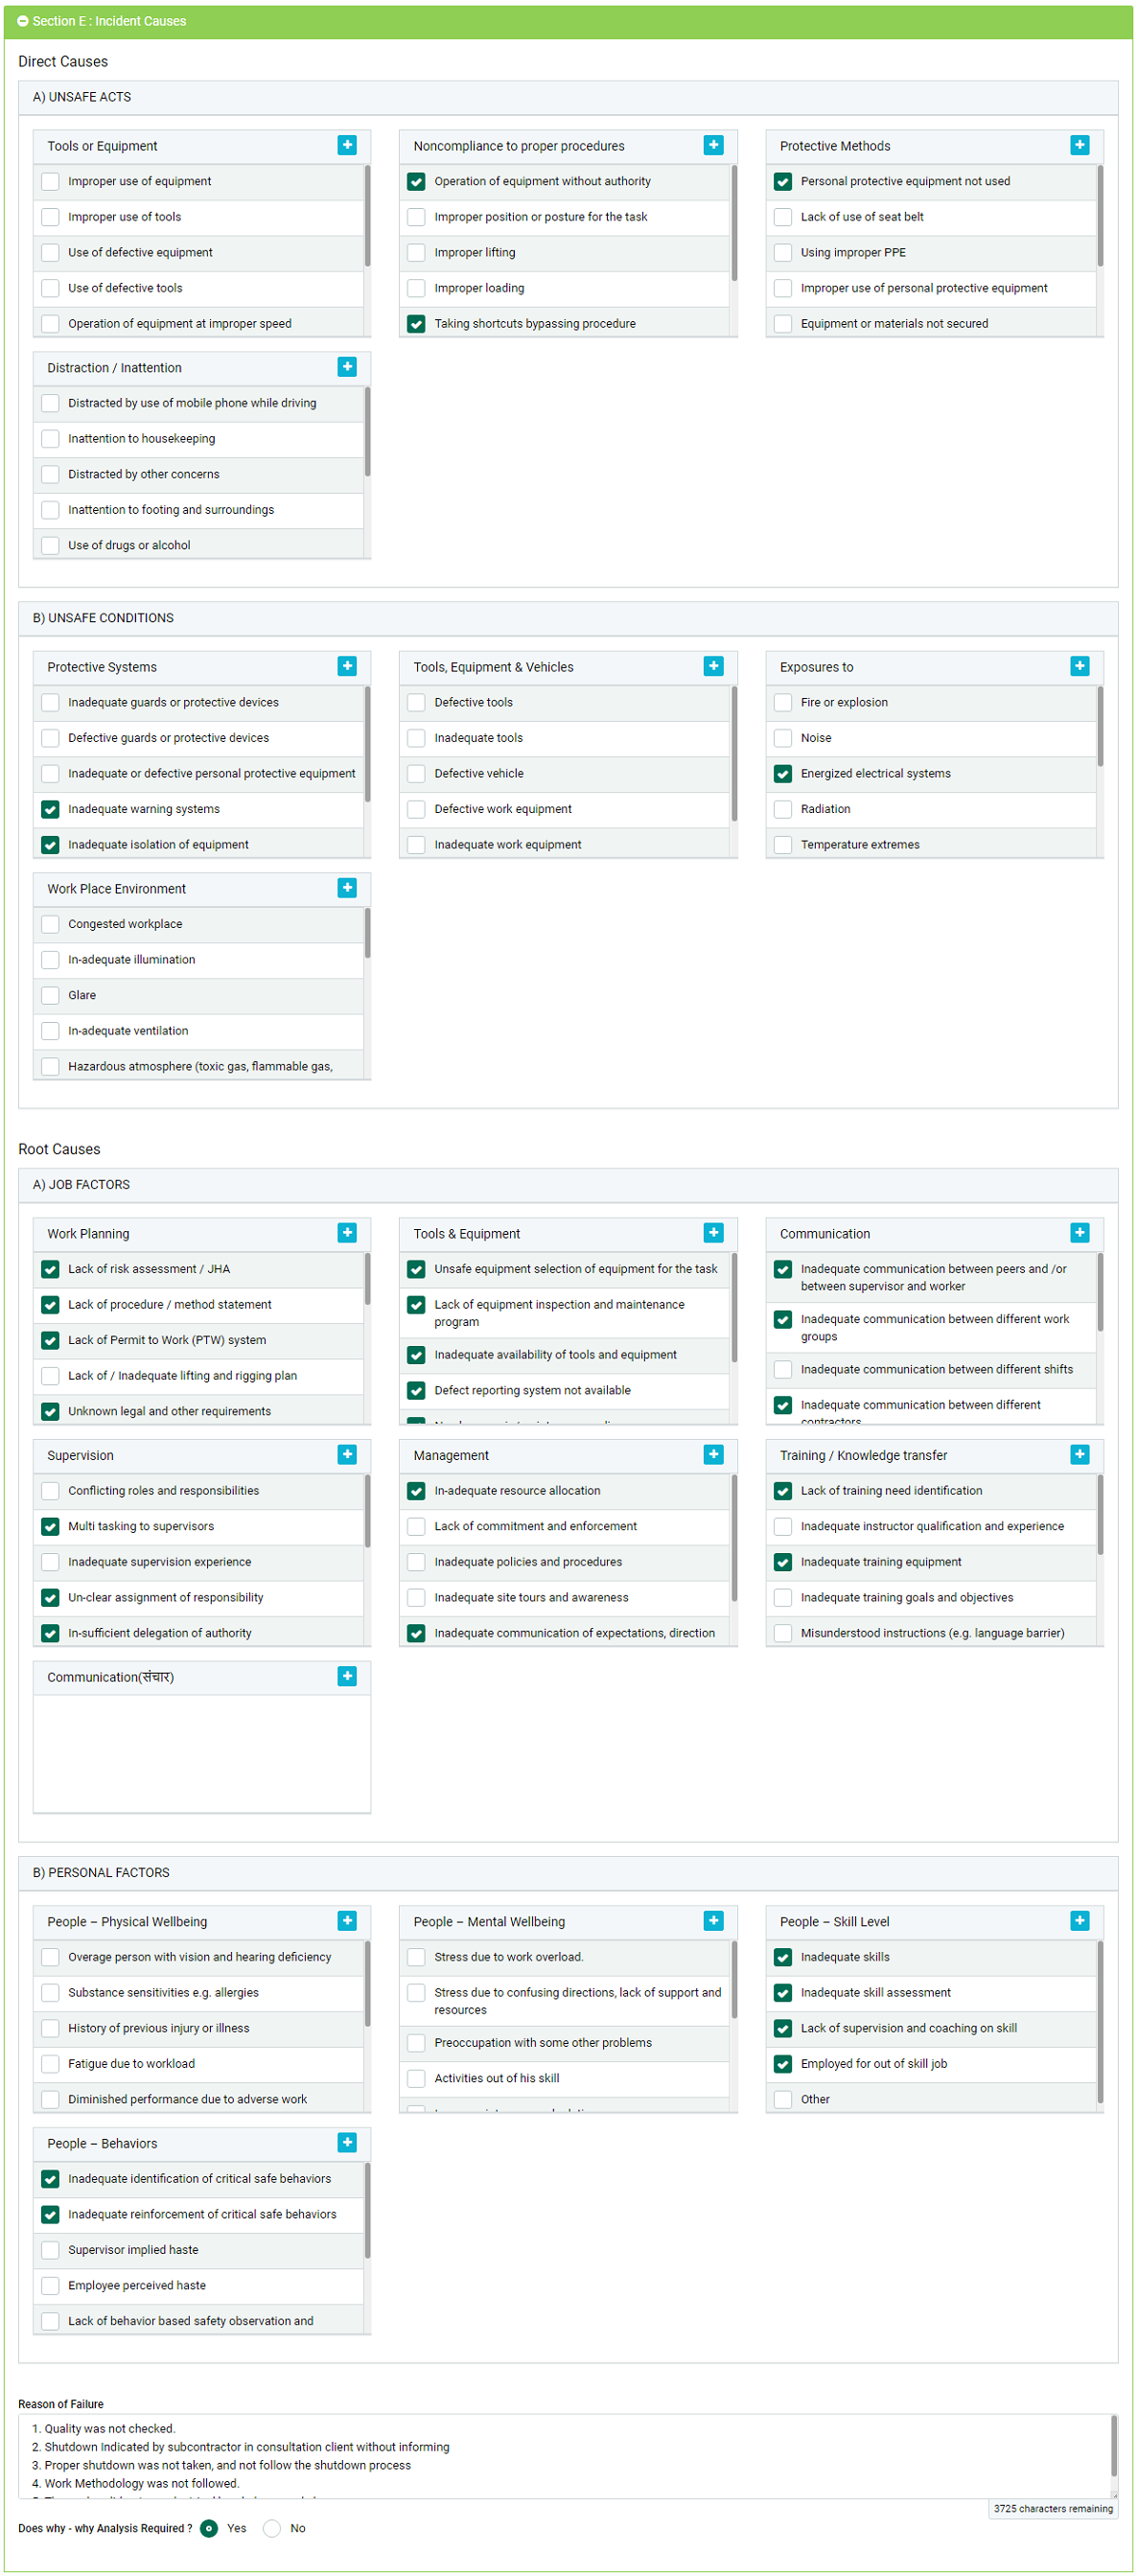 Section E : Incident Causes
Direct Causes
A) UNSAFE ACTS
Tools or Equipment
Improper use of equipment
Improper use of tools
Use of defective equipment
Use of defective tools
Operation of equipment at improper speed
Noncompliance to proper procedures
Operation of equipment without authority
Improper position or posture for the task
Improper lifting
Improper loading
Taking shortcuts bypassing procedure
Protective Methods
Personal protective equipment not used
Lack of use of seat belt
Using improper PPE
Improper use of personal protective equipment
Equipment or materials not secured
Distraction / Inattention
Distracted by use of mobile phone while driving
Inattention to housekeeping
Distracted by other concerns
Inattention to footing and surroundings
Use of drugs or alcohol
B) UNSAFE CONDITIONS
Protective Systems
Inadequate guards or protective devices
Defective guards or protective devices
Inadequate or defective personal protective equipment
Inadequate warning systems
Inadequate isolation of equipment
Tools, Equipment & Vehicles
Defective tools
Inadequate tools
Defective vehicle
Defective work equipment
Inadequate work equipment
Exposures to
Fire or explosion
Noise
Energized electrical systems
Radiation
Temperature extremes
Work Place Environment
Congested workplace
In-adequate illumination
Glare
In-adequate ventilation
Hazardous atmosphere (toxic gas, flammable gas,
Root Causes
A) JOB FACTORS
Work Planning
Lack of risk assessment / JHA
Lack of procedure / method statement
Lack of Permit to Work (PTW) system
Lack of / Inadequate lifting and rigging plan
Unknown legal and other requirements
Tools & Equipment
Unsafe equipment selection of equipment for the task
Lack of equipment inspection and maintenance
program
Inadequate availability of tools and equipment
Defect reporting system not available
Communication
Inadequate communication between peers and /or
between supervisor and worker
Inadequate communication between different work
groups
Inadequate communication between different shifts
Inadequate communication between different
contractors
Supervision
Conflicting roles and responsibilities
Multi tasking to supervisors
Inadequate supervision experience
Un-clear assignment of responsibility
In-sufficient delegation of authority
Management
In-adequate resource allocation
Lack of commitment and enforcement
Inadequate policies and procedures
Inadequate site tours and awareness
Inadequate communication of expectations, direction
Training / Knowledge transfer
Lack of training need identification
Inadequate instructor qualification and experience
Inadequate training equipment
Inadequate training goals and objectives
Misunderstood instructions (e.g. language barrier)
Communication(संचार)
B) PERSONAL FACTORS
People – Physical Wellbeing
Overage person with vision and hearing deficiency
Substance sensitivities e.g. allergies
History of previous injury or illness
Fatigue due to workload
Diminished performance due to adverse work
People – Mental Wellbeing
Stress due to work overload.
Stress due to confusing directions, lack of support and
resources
Preoccupation with some other problems
Activities out of his skill
People – Skill Level
Inadequate skills
Inadequate skill assessment
Lack of supervision and coaching on skill
Employed for out of skill job
Other
People – Behaviors
Inadequate identification of critical safe behaviors
Inadequate reinforcement of critical safe behaviors
Supervisor implied haste
Employee perceived haste
Lack of behavior based safety observation and
Reason of Failure
1. Quality was not checked.
2. Shutdown Indicated by subcontractor in consultation client without informing
3. Proper shutdown was not taken, and not follow the shutdown process
4. Work Methodology was not followed.
3725 characters remaining
Does why - why Analysis Required ? Yes No